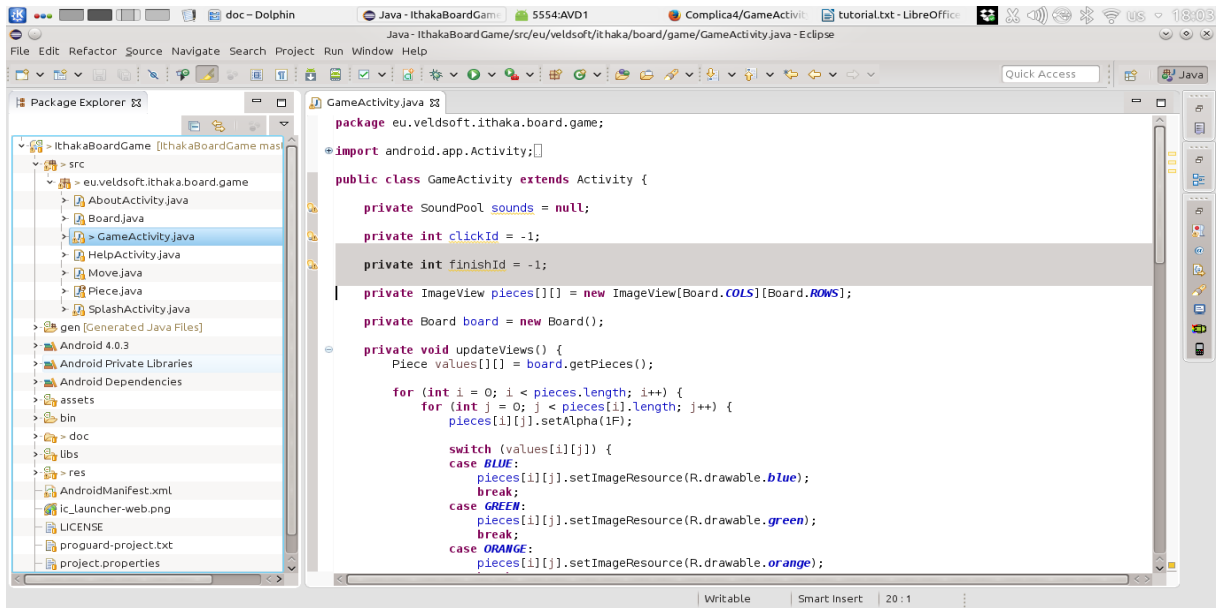 doc – Dolphin
Java - IthakaBoardGame
5554:AVD1
Complica4/GameActivit
tutorial.txt - LibreOffice
us
18:03
Java - IthakaBoardGame/src/eu/veldsoft/ithaka/board/game/GameActivity.java - Eclipse
File Edit Refactor Source Navigate Search Project Run Window Help
Quick Access
Java
Package Explorer
GameActivity.java
> IthakaBoardGame [IthakaBoardGame mas
> src
> eu.veldsoft.ithaka.board.game
AboutActivity.java
Board.java
> GameActivity.java
HelpActivity.java
Move.java
Piece.java
SplashActivity.java
gen [Generated Java Files]
Android 4.0.3
Android Private Libraries
Android Dependencies
assets
bin
> doc
libs
> res
AndroidManifest.xml
ic_launcher-web.png
LICENSE
proguard-project.txt
project.properties
package eu.veldsoft.ithaka.board.game;
import android.app.Activity;
public class GameActivity extends Activity {
private SoundPool sounds = null;
private int clickId = -1;
private int finishId = -1;
private ImageView pieces[][] = new ImageView[Board.COLS][Board.ROWS];
private Board board = new Board();
private void updateViews() {
Piece values[][] = board.getPieces();
for (int i = 0; i < pieces.length; i++) {
for (int j = 0; j < pieces[i].length; j++) {
pieces[i][j].setAlpha(1F);
switch (values[i][j]) {
case BLUE:
pieces[i][j].setImageResource(R.drawable.blue);
break;
case GREEN:
pieces[i][j].setImageResource(R.drawable.green);
break;
case ORANGE:
pieces[i][j].setImageResource(R.drawable.orange);
Writable
Smart Insert
20 : 1